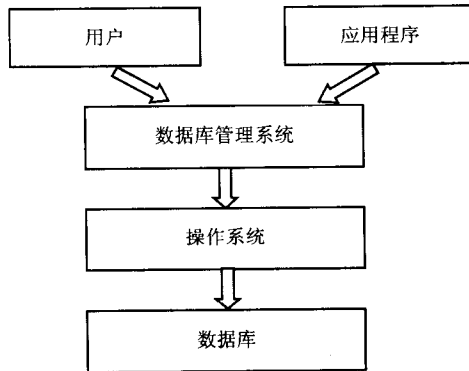 用户
应用程序
数据库管理系统
操作系统
数据库